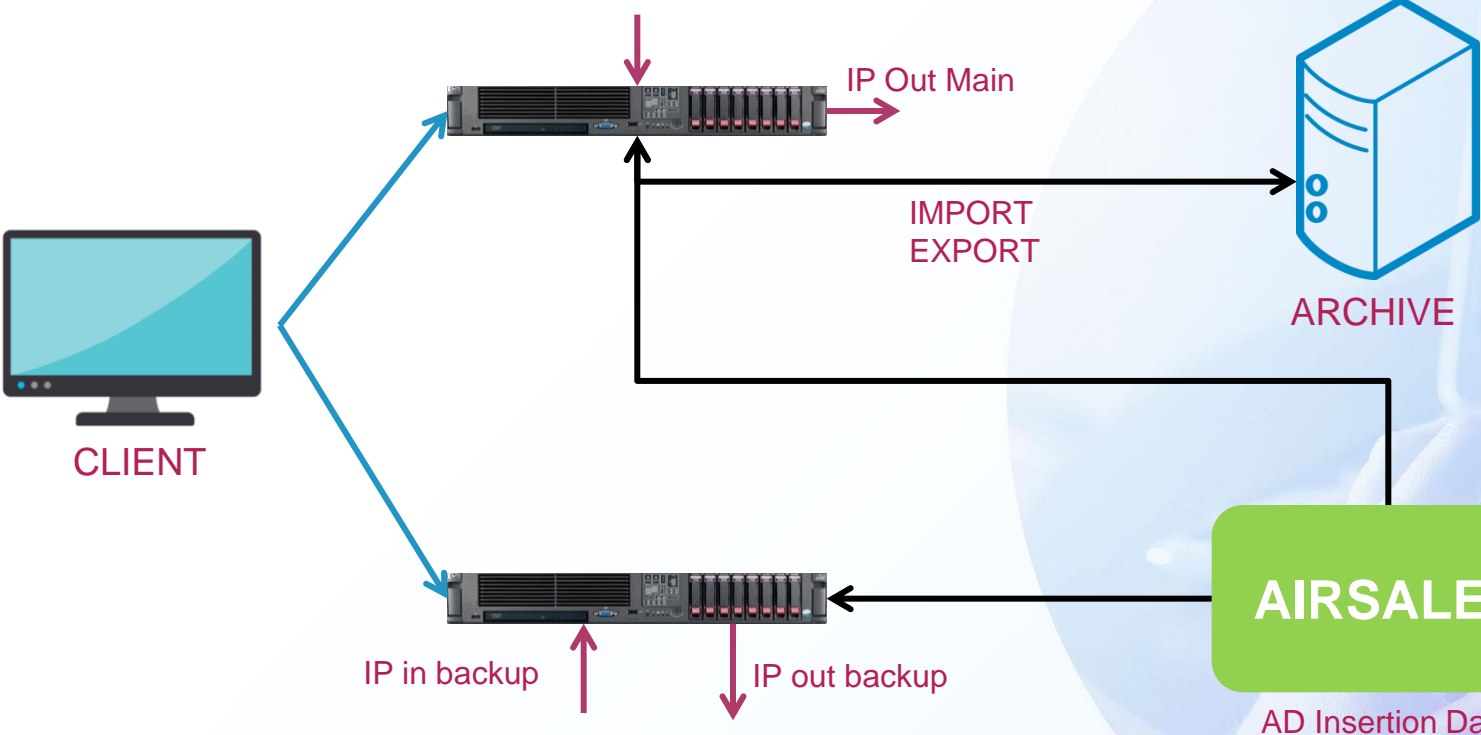 IP Out Main
IMPORT
EXPORT
ARCHIVE
CLIENT
AIRSALE
IP in backup
IP out backup
AD Insertion Da